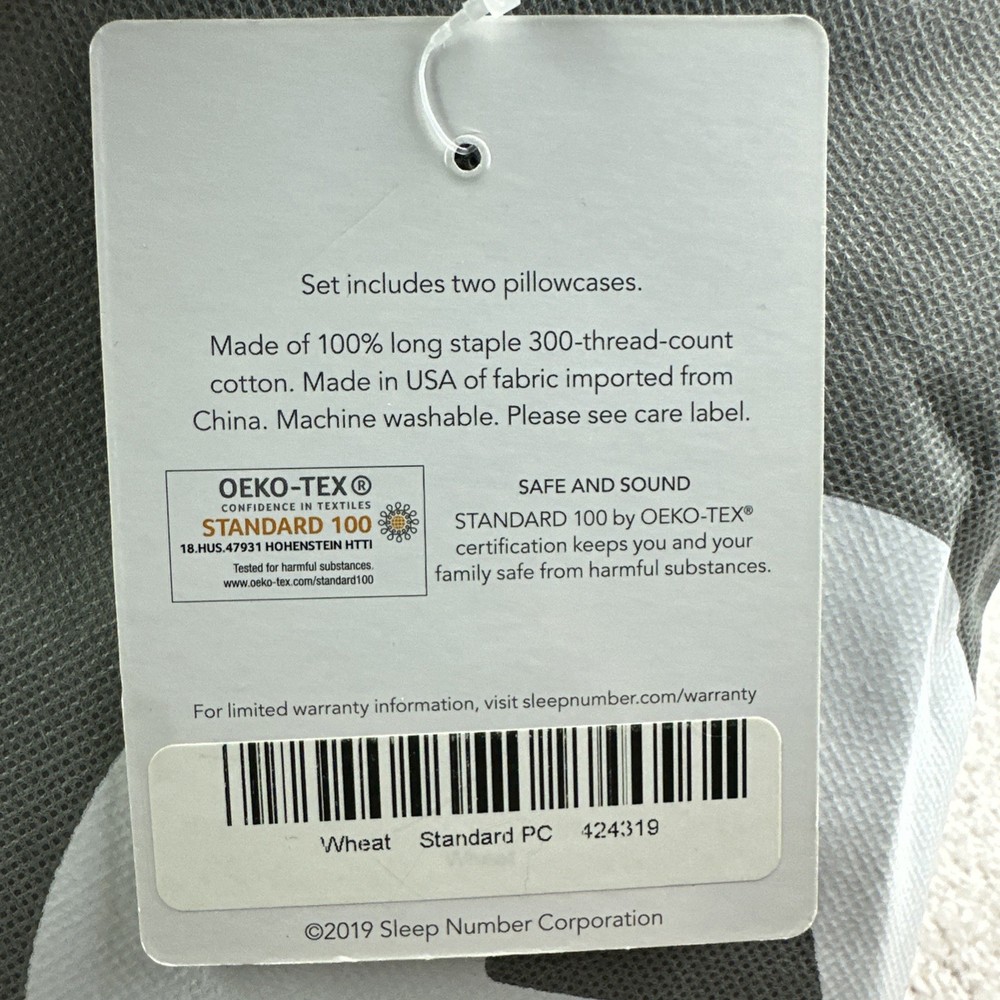 Set includes two pillowcases.
Made of 100% long staple 300-thread-count
cotton. Made in USA of fabric imported from
China. Machine washable. Please see care label.
OEKO-TEX®
CONFIDENCE IN TEXTILES
STANDARD 100
18.HUS.47931 HOHENSTEIN HTTI
Tested for harmful substances.
www.oeko-tex.com/standard100
SAFE AND SOUND
STANDARD 100 by OEKO-TEX®
certification keeps you and your
family safe from harmful substances.
For limited warranty information, visit sleepnumber.com/warranty
Wheat Standard PC 424319
Wheat
©2019 Sleep Number Corporation